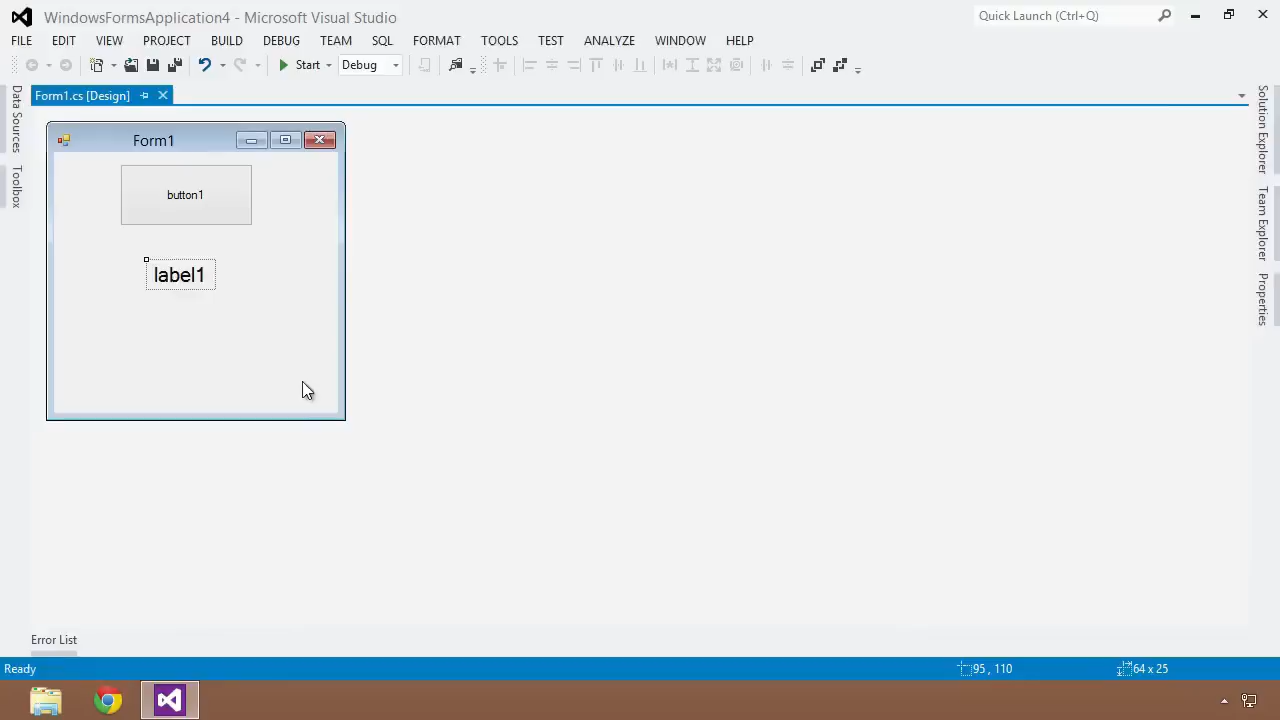 WindowsFormsApplication4 - Microsoft Visual Studio
Quick Launch (Ctrl+Q)
FILE EDIT VIEW PROJECT BUILD DEBUG TEAM SQL FORMAT TOOLS TEST ANALYZE WINDOW HELP
Start Debug
Form1.cs [Design]
Data Sources
Toolbox
Form1
button1
label1
Solution Explorer
Team Explorer
Properties
Error List
Ready
95 , 110
64 x 25